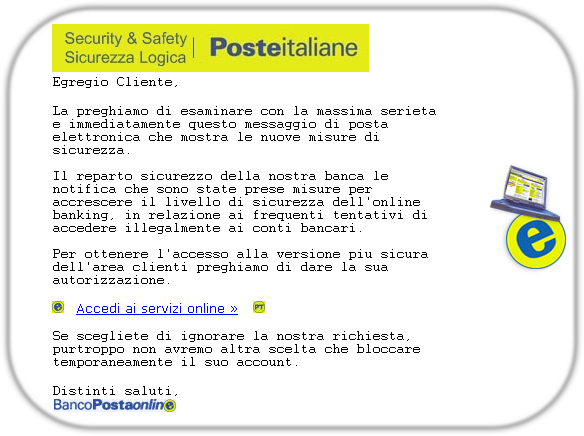 Security & Safety
Sicurezza Logica | Posteitaliane
Egregio Cliente,
La preghiamo di esaminare con la massima serieta
e immediatamente questo messaggio di posta
elettronica che mostra le nuove misure di
sicurezza.
Il reparto sicurezzo della nostra banca le
notifica che sono state prese misure per
accrescere il livello di sicurezza dell'online
banking, in relazione ai frequenti tentativi di
accedere illegalmente ai conti bancari.
Per ottenere l'accesso alla versione piu sicura
dell'area clienti preghiamo di dare la sua
autorizzazione.
e Accedi ai servizi online » PT
Se scegliete di ignorare la nostra richiesta,
purtroppo non avremo altra scelta che bloccare
temporaneamente il suo account.
Distinti saluti,
BancoPostaonline
e